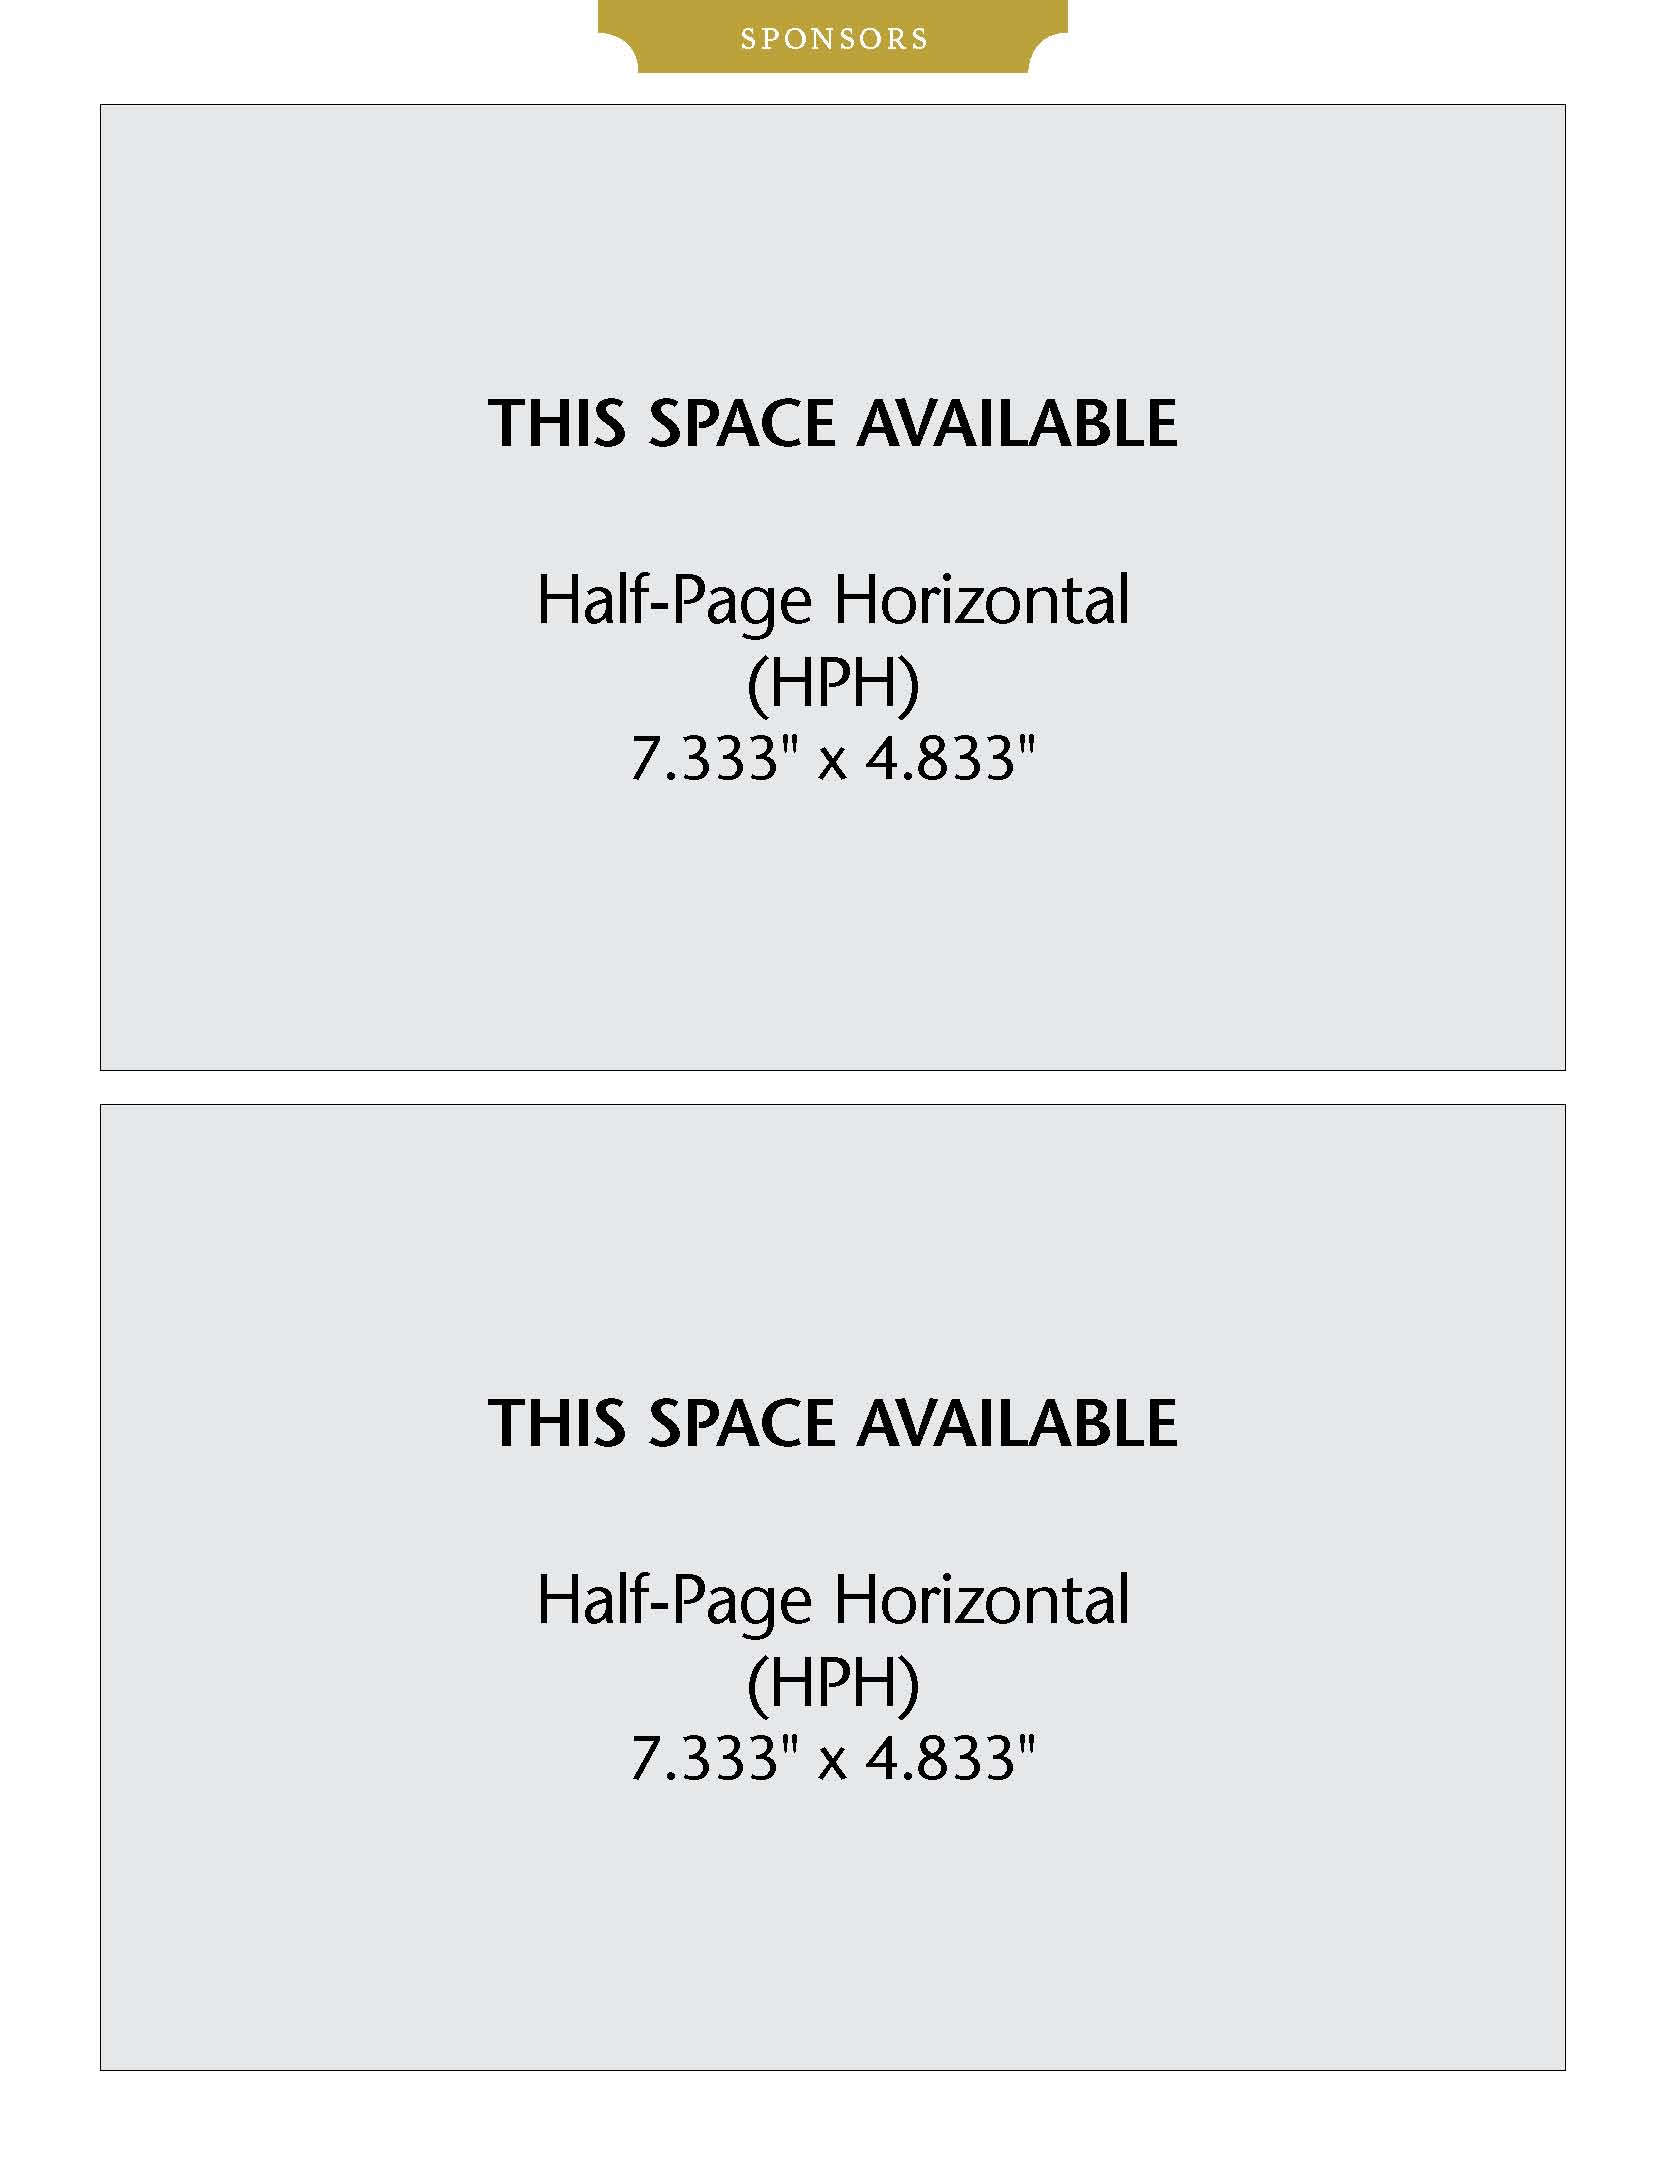 SPONSORS
THIS SPACE AVAILABLE
Half-Page Horizontal
(HPH)
7.333" x 4.833"
THIS SPACE AVAILABLE
Half-Page Horizontal
(HPH)
7.333" x 4.833"